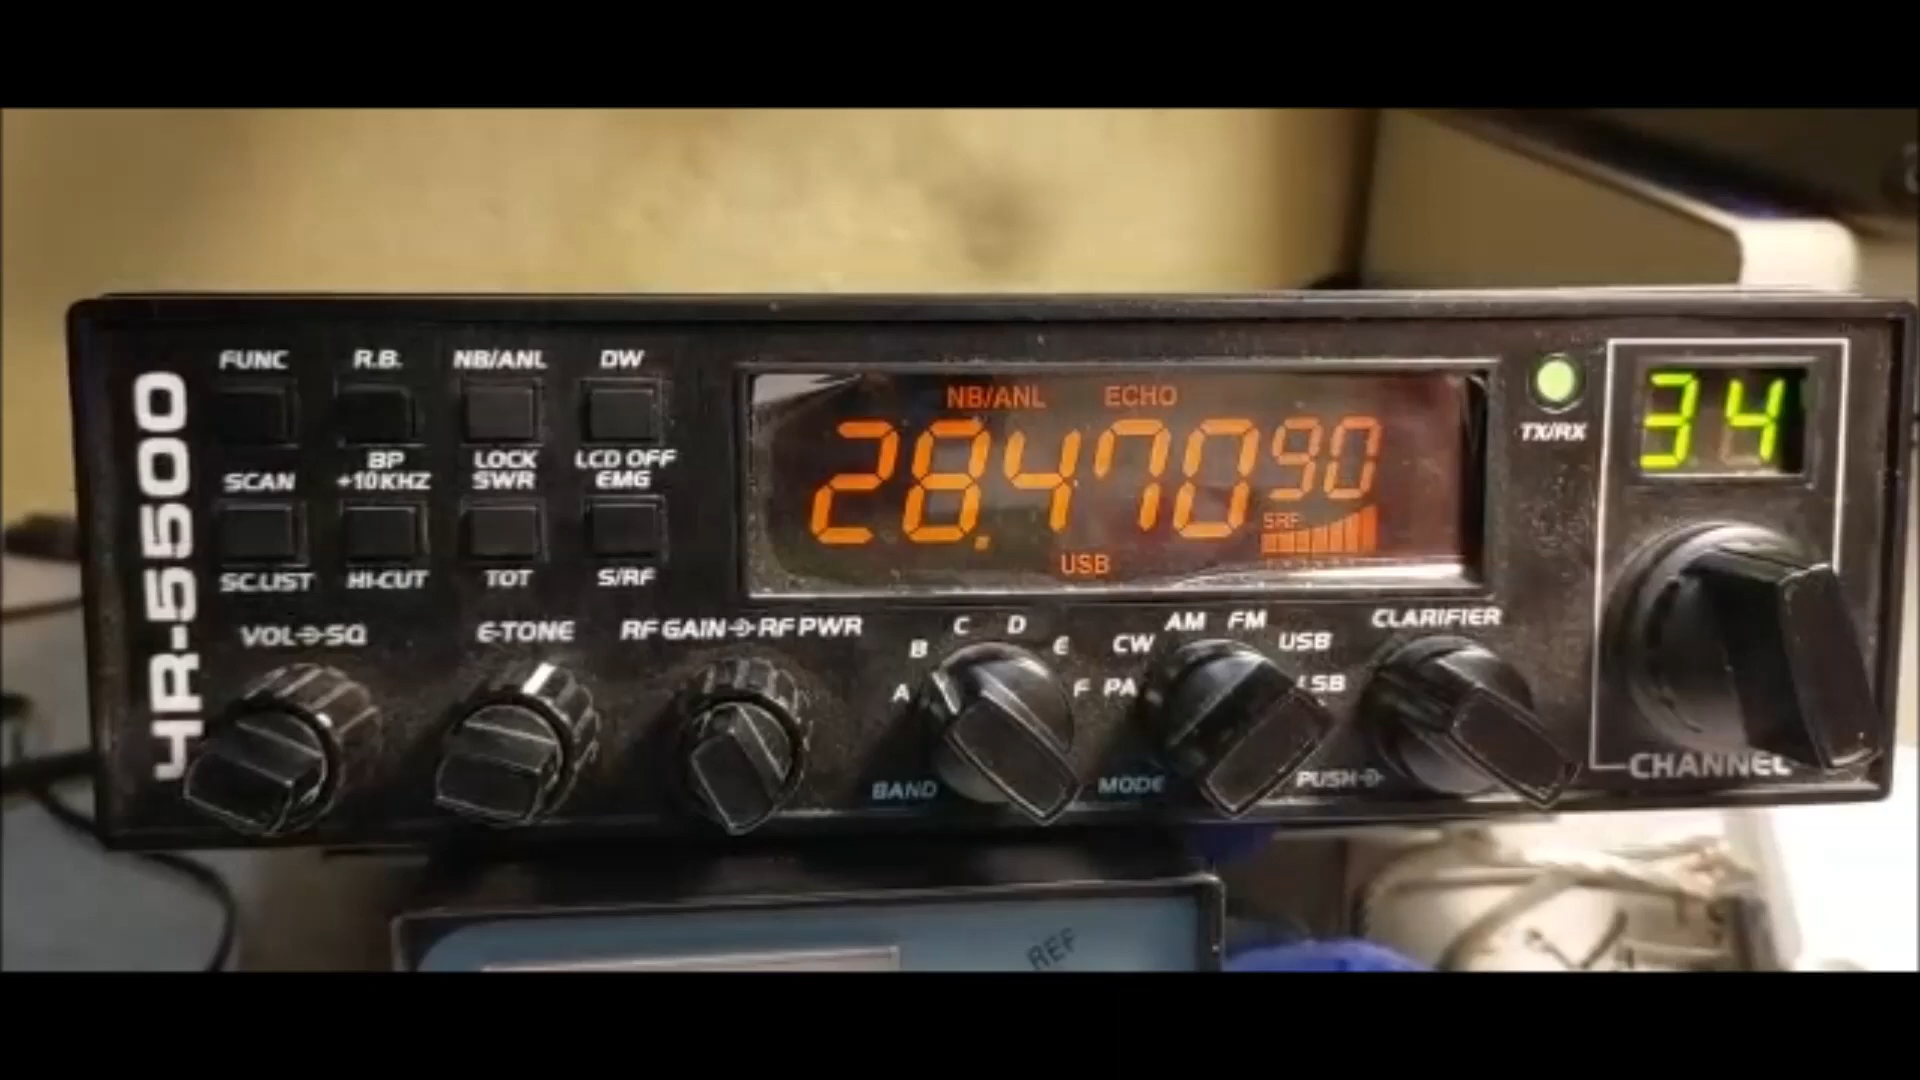 HR-5500
FUNC R.B. NB/ANL DW
SCAN BP +10KHZ LOCK SWR LCD OFF EMG
SC.LIST HI-CUT TOT S/RF
NB/ANL ECHO
28.47090
SRF
USB
TX/RX
34
VOL SQ E-TONE RF GAIN RF PWR
A B C D E F
BAND
PA CW AM FM USB LSB
MODE
CLARIFIER
PUSH
CHANNEL
REF